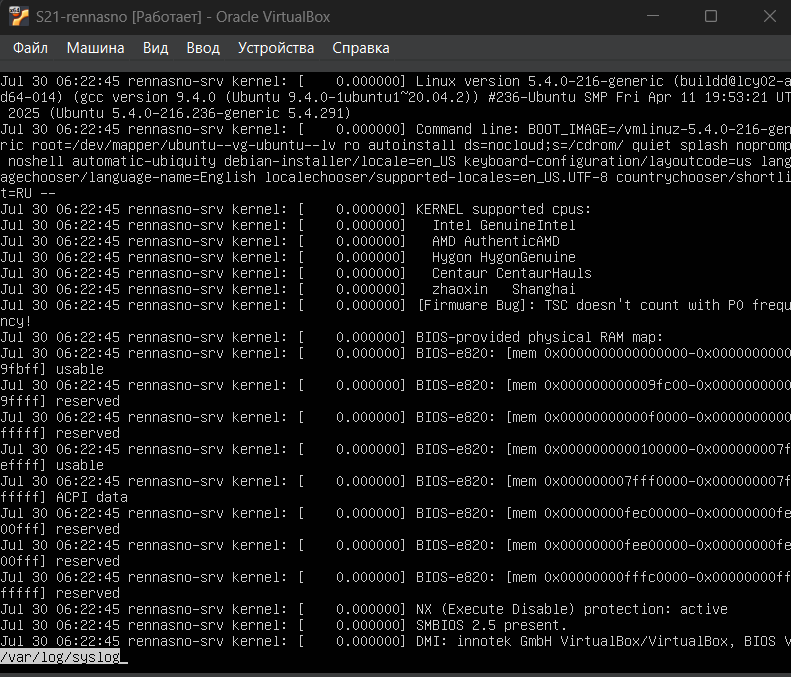 S21-rennasno [Работает] - Oracle VirtualBox
Файл Машина Вид Ввод Устройства Справка
Jul 30 06:22:45 rennasno-srv kernel: [    0.000000] Linux version 5.4.0-216-generic (buildd@lcy02-a
d64-014) (gcc version 9.4.0 (Ubuntu 9.4.0-1ubuntu1~20.04.2)) #236-Ubuntu SMP Fri Apr 11 19:53:21 UT
 2025 (Ubuntu 5.4.0-216.236-generic 5.4.291)
Jul 30 06:22:45 rennasno-srv kernel: [    0.000000] Command line: BOOT_IMAGE=/vmlinuz-5.4.0-216-gen
ric root=/dev/mapper/ubuntu--vg-ubuntu--lv ro autoinstall ds=nocloud;s=/cdrom/ quiet splash nopromp
 noshell automatic-ubiquity debian-installer/locale=en_US keyboard-configuration/layoutcode=us lang
agechooser/language-name=English localechooser/supported-locales=en_US.UTF-8 countrychooser/shortli
t=RU --
Jul 30 06:22:45 rennasno-srv kernel: [    0.000000] KERNEL supported cpus:
Jul 30 06:22:45 rennasno-srv kernel: [    0.000000]   Intel GenuineIntel
Jul 30 06:22:45 rennasno-srv kernel: [    0.000000]   AMD AuthenticAMD
Jul 30 06:22:45 rennasno-srv kernel: [    0.000000]   Hygon HygonGenuine
Jul 30 06:22:45 rennasno-srv kernel: [    0.000000]   Centaur CentaurHauls
Jul 30 06:22:45 rennasno-srv kernel: [    0.000000]   zhaoxin   Shanghai
Jul 30 06:22:45 rennasno-srv kernel: [    0.000000] [Firmware Bug]: TSC doesn't count with P0 frequ
ncy!
Jul 30 06:22:45 rennasno-srv kernel: [    0.000000] BIOS-provided physical RAM map:
Jul 30 06:22:45 rennasno-srv kernel: [    0.000000] BIOS-e820: [mem 0x0000000000000000-0x0000000000
9fbff] usable
Jul 30 06:22:45 rennasno-srv kernel: [    0.000000] BIOS-e820: [mem 0x000000000009fc00-0x0000000000
9ffff] reserved
Jul 30 06:22:45 rennasno-srv kernel: [    0.000000] BIOS-e820: [mem 0x00000000000f0000-0x0000000000
fffff] reserved
Jul 30 06:22:45 rennasno-srv kernel: [    0.000000] BIOS-e820: [mem 0x0000000000100000-0x000000007f
effff] usable
Jul 30 06:22:45 rennasno-srv kernel: [    0.000000] BIOS-e820: [mem 0x000000007fff0000-0x000000007f
fffff] ACPI data
Jul 30 06:22:45 rennasno-srv kernel: [    0.000000] BIOS-e820: [mem 0x00000000fec00000-0x00000000fe
00fff] reserved
Jul 30 06:22:45 rennasno-srv kernel: [    0.000000] BIOS-e820: [mem 0x00000000fee00000-0x00000000fe
00fff] reserved
Jul 30 06:22:45 rennasno-srv kernel: [    0.000000] BIOS-e820: [mem 0x00000000fffc0000-0x00000000ff
fffff] reserved
Jul 30 06:22:45 rennasno-srv kernel: [    0.000000] NX (Execute Disable) protection: active
Jul 30 06:22:45 rennasno-srv kernel: [    0.000000] SMBIOS 2.5 present.
Jul 30 06:22:45 rennasno-srv kernel: [    0.000000] DMI: innotek GmbH VirtualBox/VirtualBox, BIOS V
/var/log/syslog